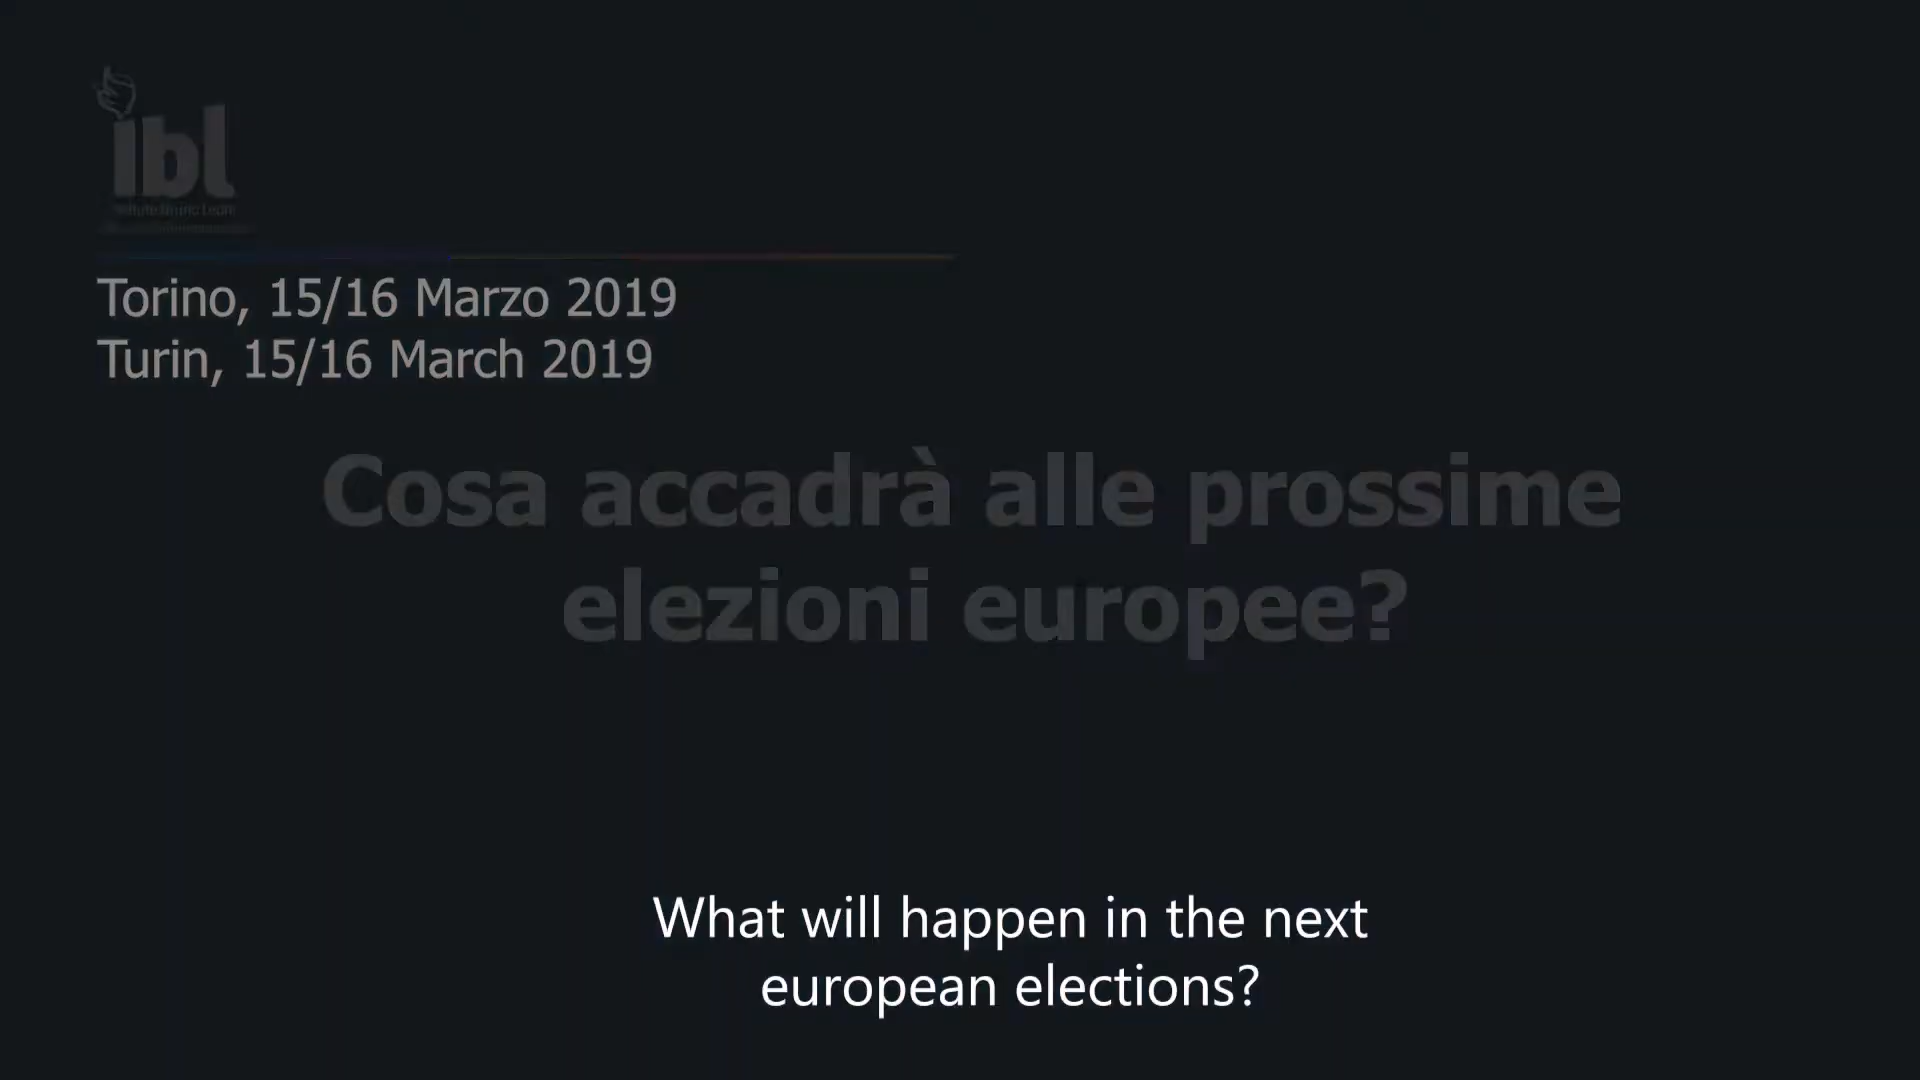 ibl
Torino, 15/16 Marzo 2019
Turin, 15/16 March 2019
Cosa accadrà alle prossime
elezioni europee?
What will happen in the next
european elections?